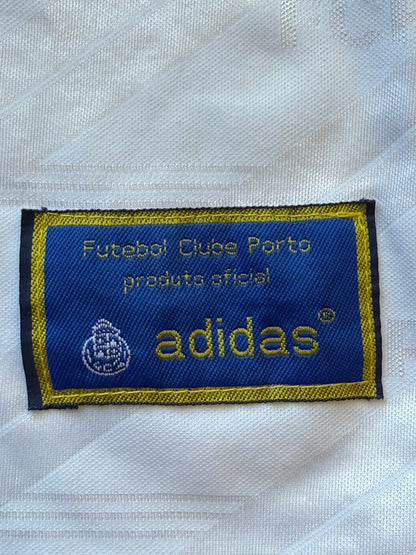 Futebol Clube Porto
produto oficial
adidas®